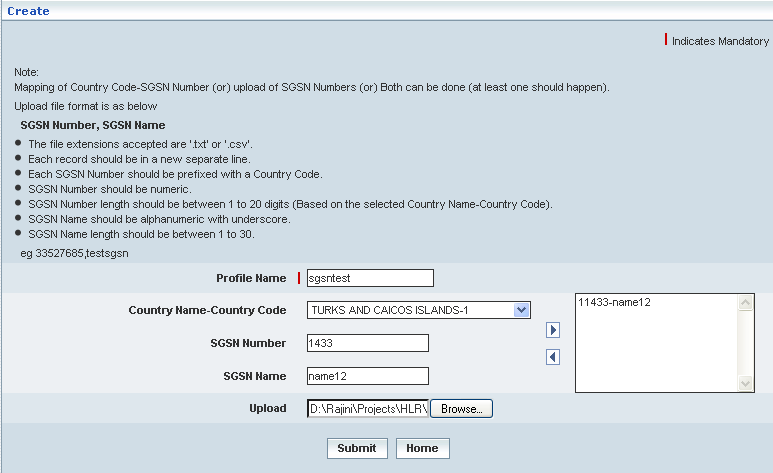 Create
Indicates Mandatory
Note:
Mapping of Country Code-SGSN Number (or) upload of SGSN Numbers (or) Both can be done (at least one should happen).
Upload file format is as below
SGSN Number, SGSN Name
The file extensions accepted are '.txt' or '.csv'.
Each record should be in a new separate line.
Each SGSN Number should be prefixed with a Country Code.
SGSN Number should be numeric.
SGSN Number length should be between 1 to 20 digits (Based on the selected Country Name-Country Code).
SGSN Name should be alphanumeric with underscore.
SGSN Name length should be between 1 to 30.
eg 33527685,testsgsn
Profile Name sgsntest
Country Name-Country Code TURKS AND CAICOS ISLANDS-1 11433-name12
SGSN Number 1433
SGSN Name name12
Upload D:\Rajini\Projects\HLR\ Browse...
Submit Home